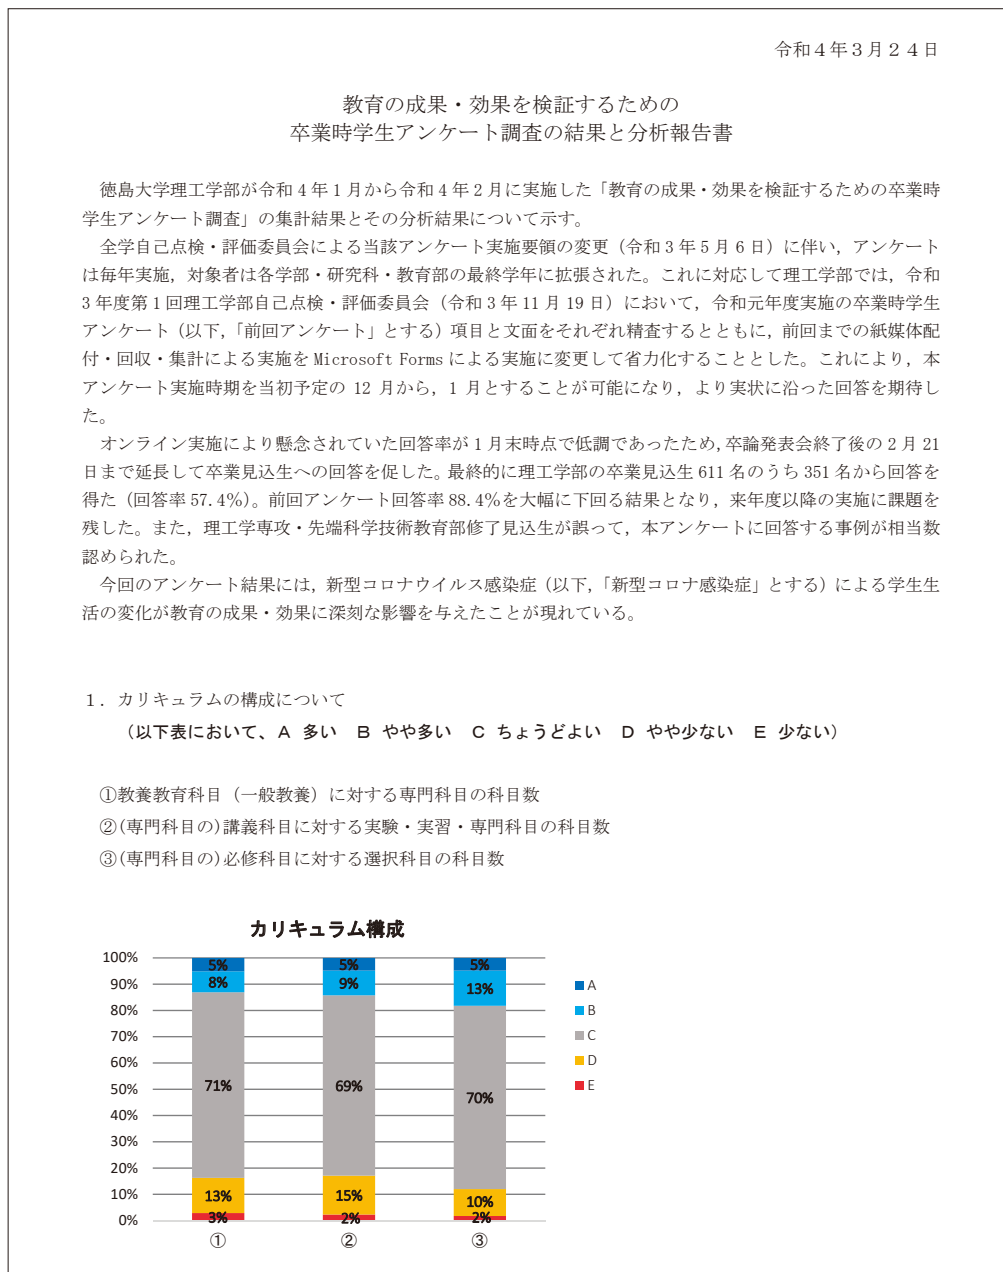 令和４年３月２４日
教育の成果・効果を検証するための
卒業時学生アンケート調査の結果と分析報告書
徳島大学理工学部が令和４年１月から令和４年２月に実施した「教育の成果・効果を検証するための卒業時
学生アンケート調査」の集計結果とその分析結果について示す。
全学自己点検・評価委員会による当該アンケート実施要領の変更（令和３年５月６日）に伴い，アンケート
は毎年実施，対象者は各学部・研究科・教育部の最終学年に拡張された。これに対応して理工学部では，令和
３年度第１回理工学部自己点検・評価委員会（令和３年11月19日）において，令和元年度実施の卒業時学生
アンケート（以下，「前回アンケート」とする）項目と文面をそれぞれ精査するとともに，前回までの紙媒体配
付・回収・集計による実施を Microsoft Forms による実施に変更して省力化することとした。これにより，本
アンケート実施時期を当初予定の 12 月から，１月とすることが可能になり，より実状に沿った回答を期待し
た。
オンライン実施により懸念されていた回答率が１月末時点で低調であったため，卒論発表会終了後の２月21
日まで延長して卒業見込生への回答を促した。最終的に理工学部の卒業見込生611名のうち351名から回答を
得た（回答率57.4％）。前回アンケート回答率88.4％を大幅に下回る結果となり，来年度以降の実施に課題を
残した。また，理工学専攻・先端科学技術教育部修了見込生が誤って，本アンケートに回答する事例が相当数
認められた。
今回のアンケート結果には，新型コロナウイルス感染症（以下，「新型コロナ感染症」とする）による学生生
活の変化が教育の成果・効果に深刻な影響を与えたことが現れている。
１．カリキュラムの構成について
（以下表において、Ａ 多い　Ｂ やや多い　Ｃ ちょうどよい　Ｄ やや少ない　Ｅ 少ない）
①教養教育科目（一般教養）に対する専門科目の科目数
②(専門科目の)講義科目に対する実験・実習・専門科目の科目数
③(専門科目の)必修科目に対する選択科目の科目数
カリキュラム構成
100%
90%
80%
70%
60%
50%
40%
30%
20%
10%
0%
5%
8%
71%
13%
3%
5%
9%
69%
15%
2%
5%
13%
70%
10%
2%
①
②
③
A
B
C
D
E